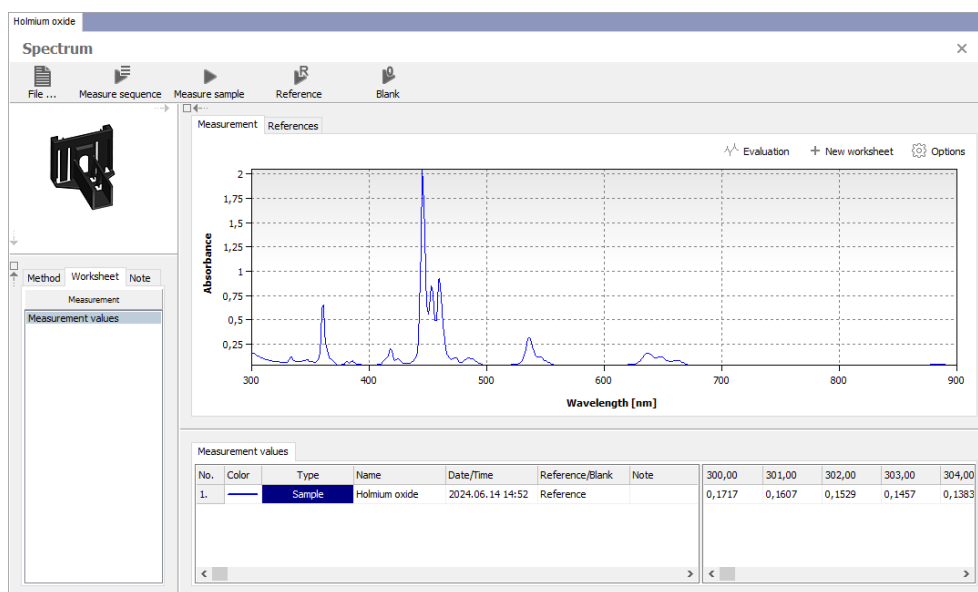 Holmium oxide
Spectrum
File ... Measure sequence Measure sample Reference Blank
Measurement References
Evaluation + New worksheet Options
2
1,75
1,5
1,25
1
0,75
0,5
0,25
Absorbance
300 400 500 600 700 800 900
Wavelength [nm]
Method Worksheet Note
Measurement
Measurement values
Measurement values
No. Color Type Name Date/Time Reference/Blank Note 300,00 301,00 302,00 303,00 304,00
1. Sample Holmium oxide 2024.06.14 14:52 Reference 0,1717 0,1607 0,1529 0,1457 0,1383